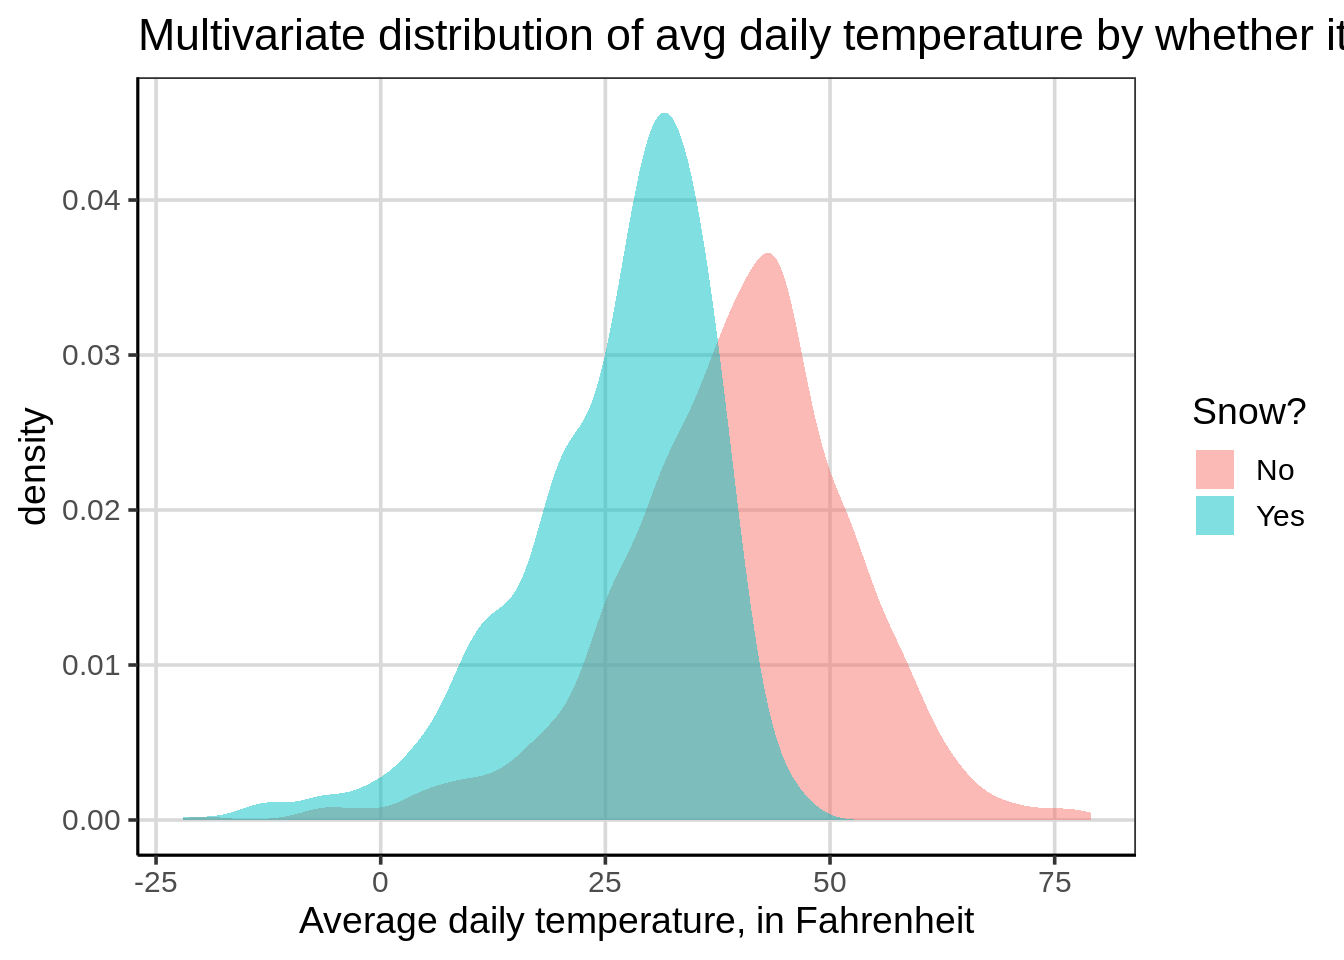 Multivariate distribution of avg daily temperature by whether it
0.04
0.03
0.02
0.01
0.00
density
-25 0 25 50 75
Average daily temperature, in Fahrenheit
Snow?
No
Yes